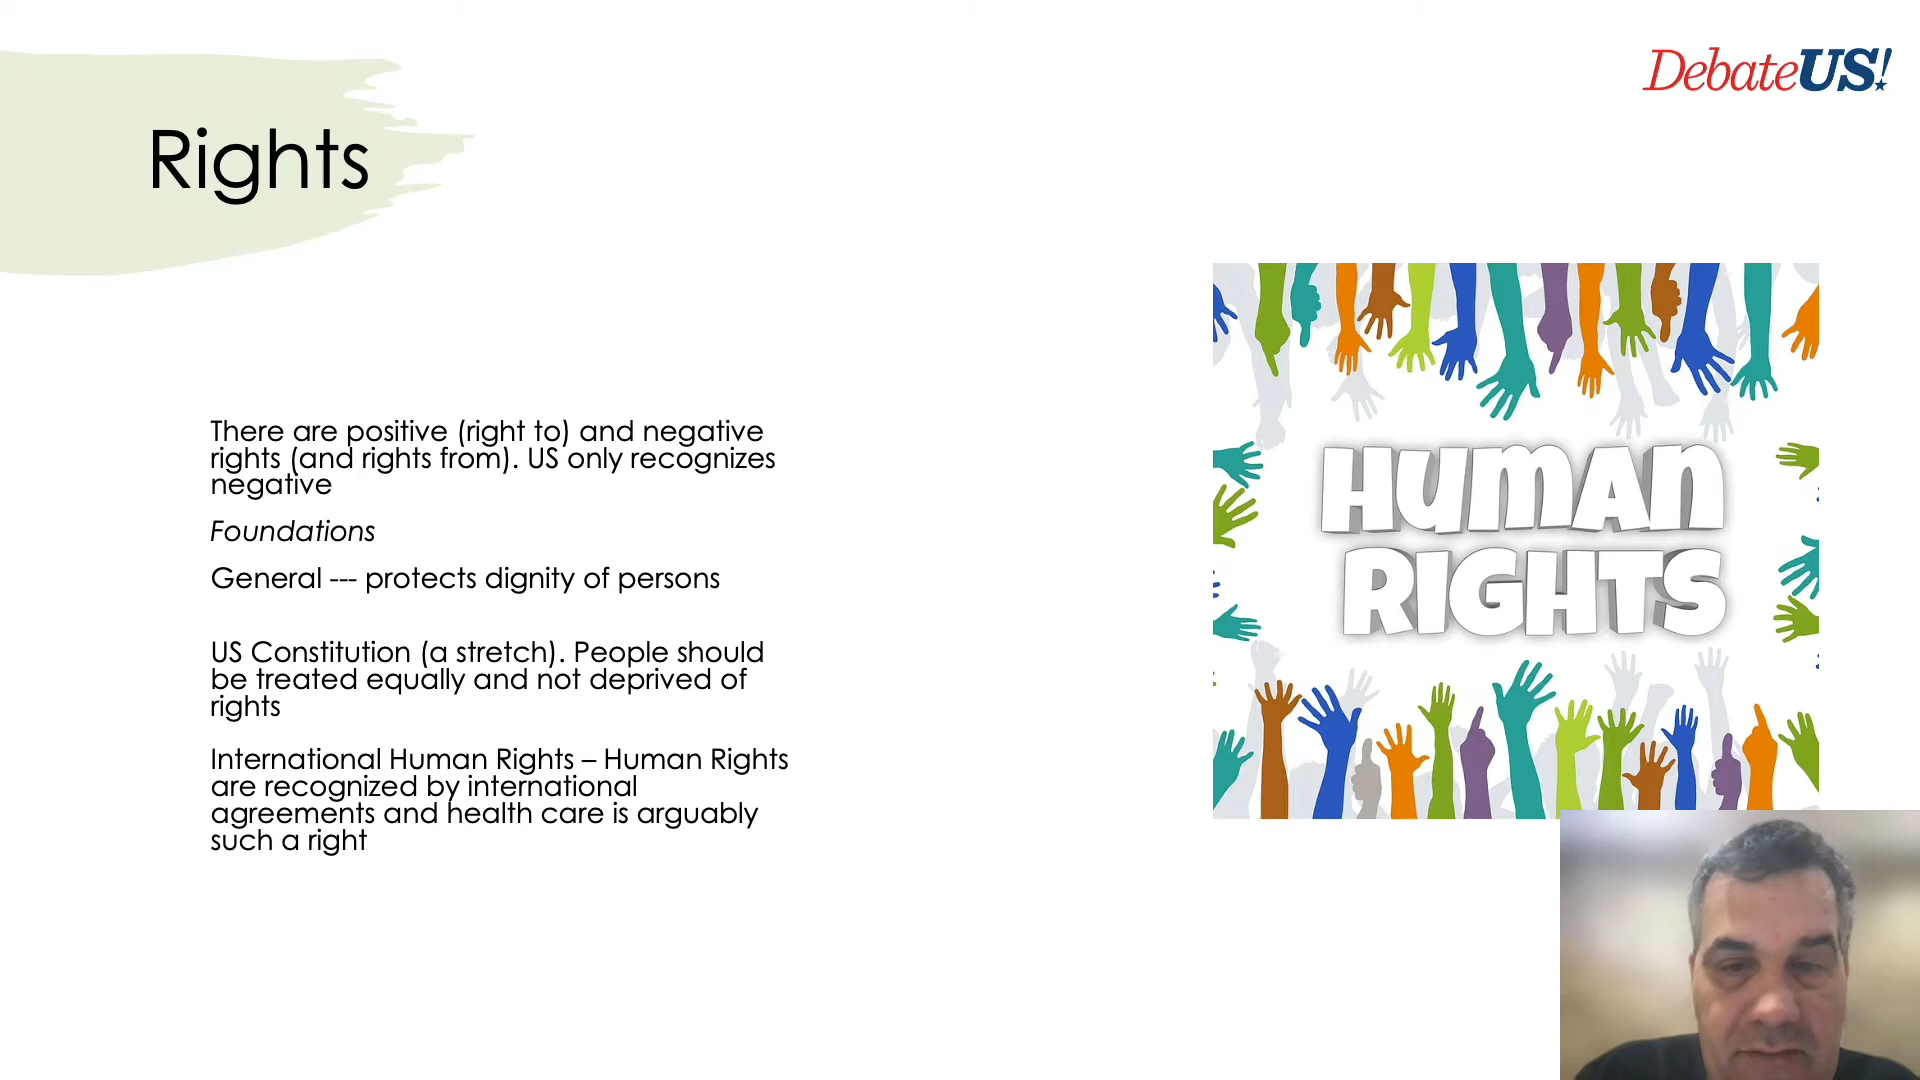 DebateUS!
Rights
There are positive (right to) and negative
rights (and rights from). US only recognizes
negative
Foundations
General --- protects dignity of persons
US Constitution (a stretch). People should
be treated equally and not deprived of
rights
International Human Rights – Human Rights
are recognized by international
agreements and health care is arguably
such a right
HUMAN
RIGHTS